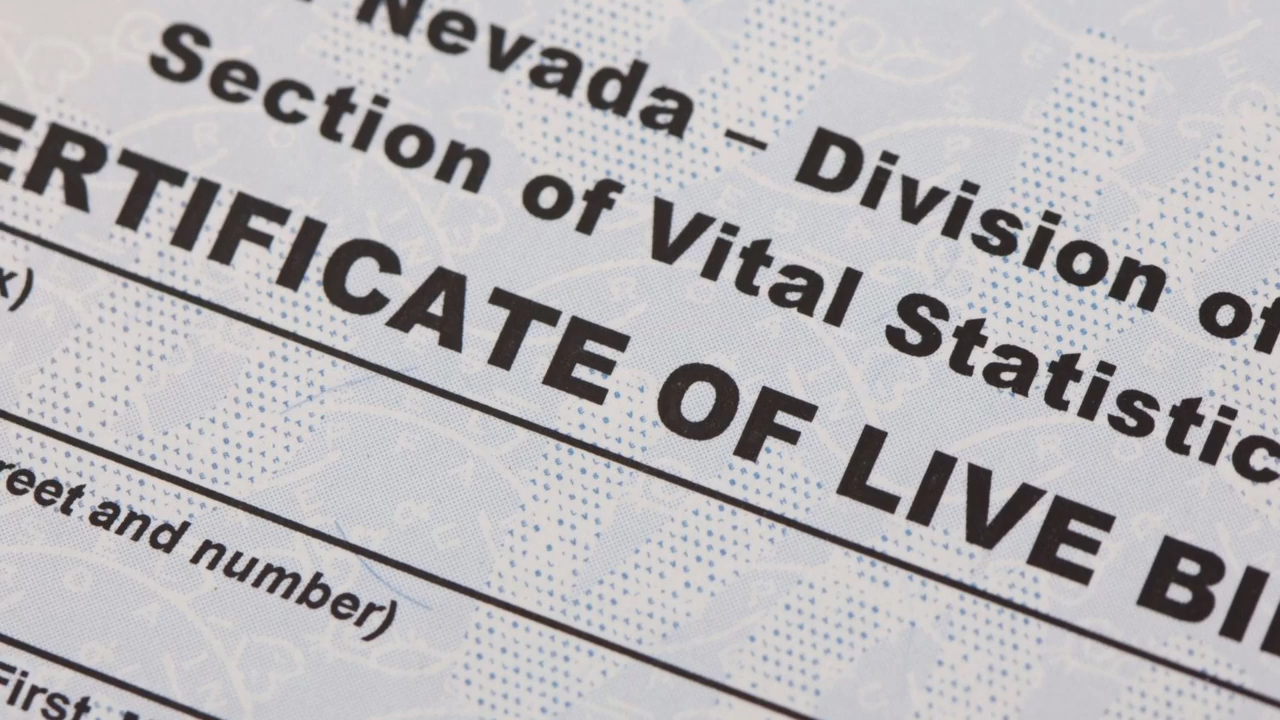 Nevada – Division of
Section of Vital Statistic
ERTIFICATE OF LIVE BI
x)
reet and number)
First,